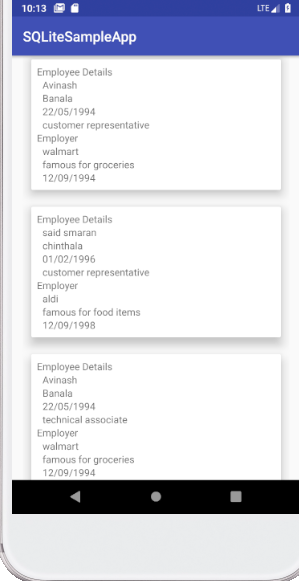 10:13 LTE
SQLiteSampleApp
Employee Details
Avinash
Banala
22/05/1994
customer representative
Employer
walmart
famous for groceries
12/09/1994
Employee Details
said smaran
chinthala
01/02/1996
customer representative
Employer
aldi
famous for food items
12/09/1998
Employee Details
Avinash
Banala
22/05/1994
technical associate
Employer
walmart
famous for groceries
12/09/1994